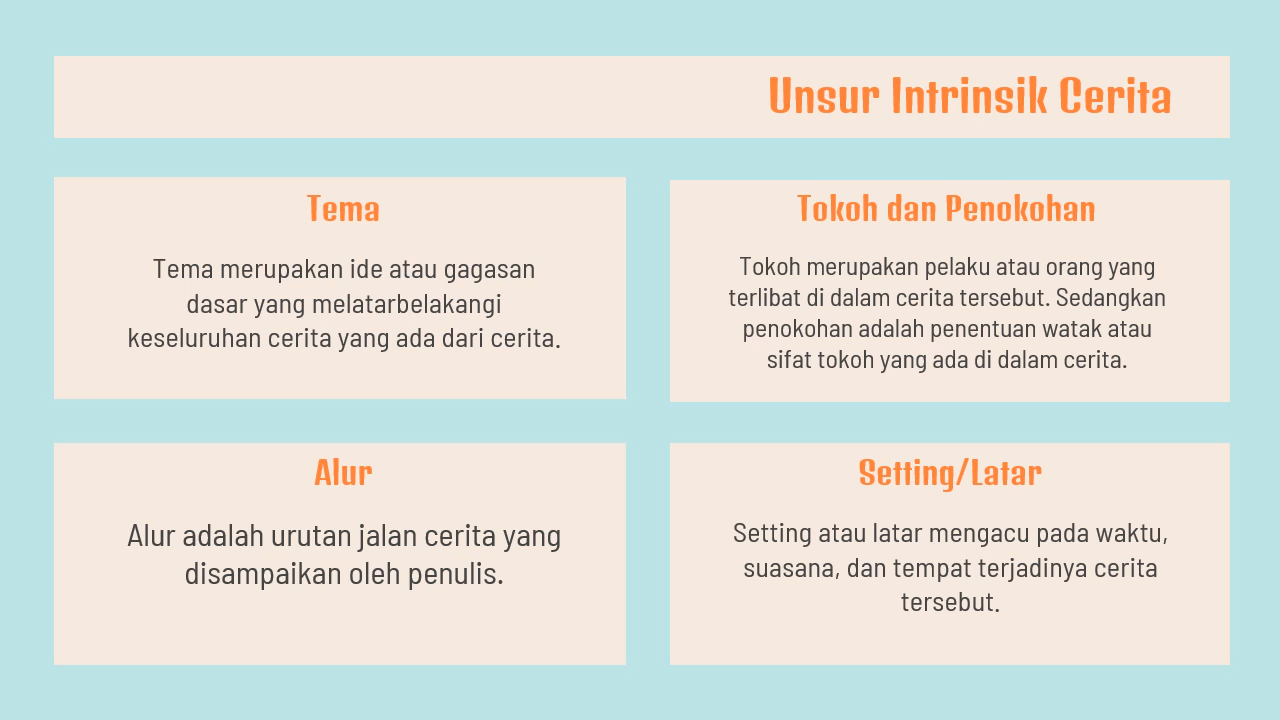 Unsur Intrinsik Cerita
Tema
Tema merupakan ide atau gagasan
dasar yang melatarbelakangi
keseluruhan cerita yang ada dari cerita.
Tokoh dan Penokohan
Tokoh merupakan pelaku atau orang yang
terlibat di dalam cerita tersebut. Sedangkan
penokohan adalah penentuan watak atau
sifat tokoh yang ada di dalam cerita.
Alur
Alur adalah urutan jalan cerita yang
disampaikan oleh penulis.
Setting/Latar
Setting atau latar mengacu pada waktu,
suasana, dan tempat terjadinya cerita
tersebut.